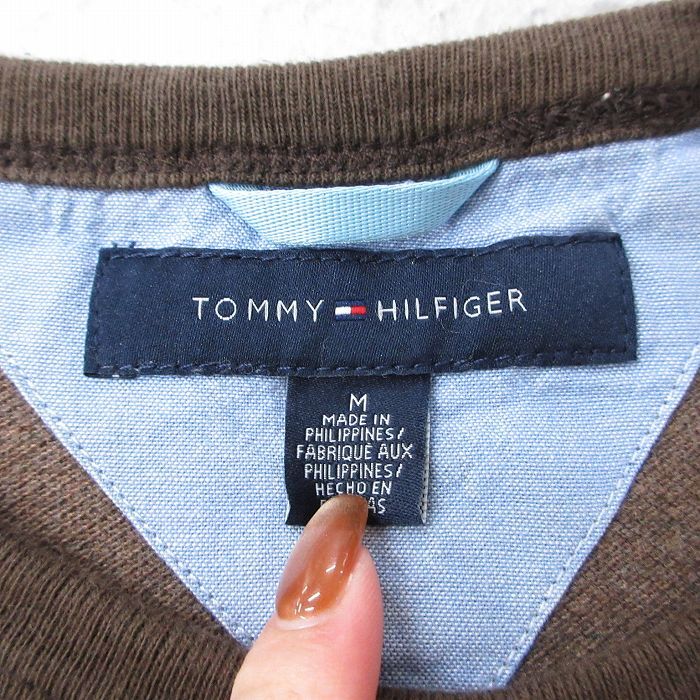 TOMMY HILFIGER
M
MADE IN
PHILIPPINES/
FABRIQUE AUX
PHILIPPINES/
HECHO EN